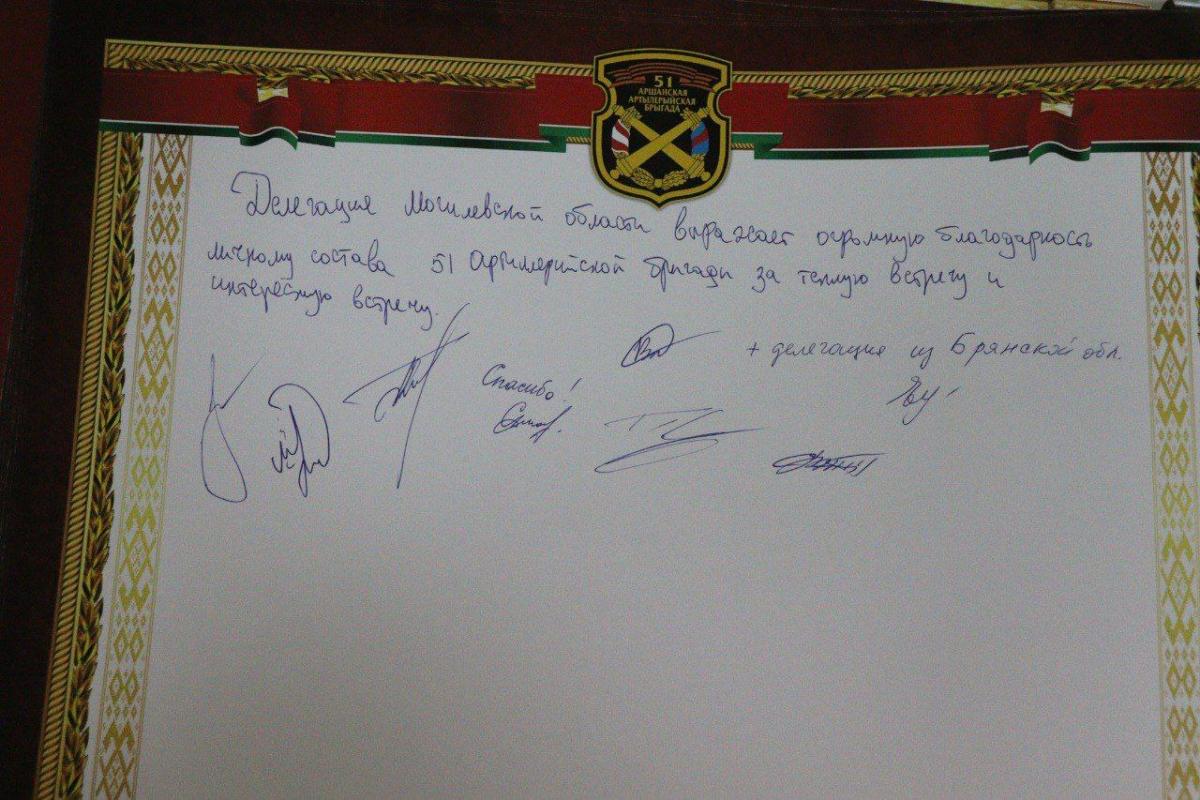 51
АРШАНСКАЯ
АРТЫЛЕРЫЙСКАЯ
БРЫГАДА
Делегация Могилевской области выражает огромную благодарность
личному состава 51 артиллерийской бригады за теплую встречу и
интересную встречу.
+ делегация из Брянской обл.
Спасибо!